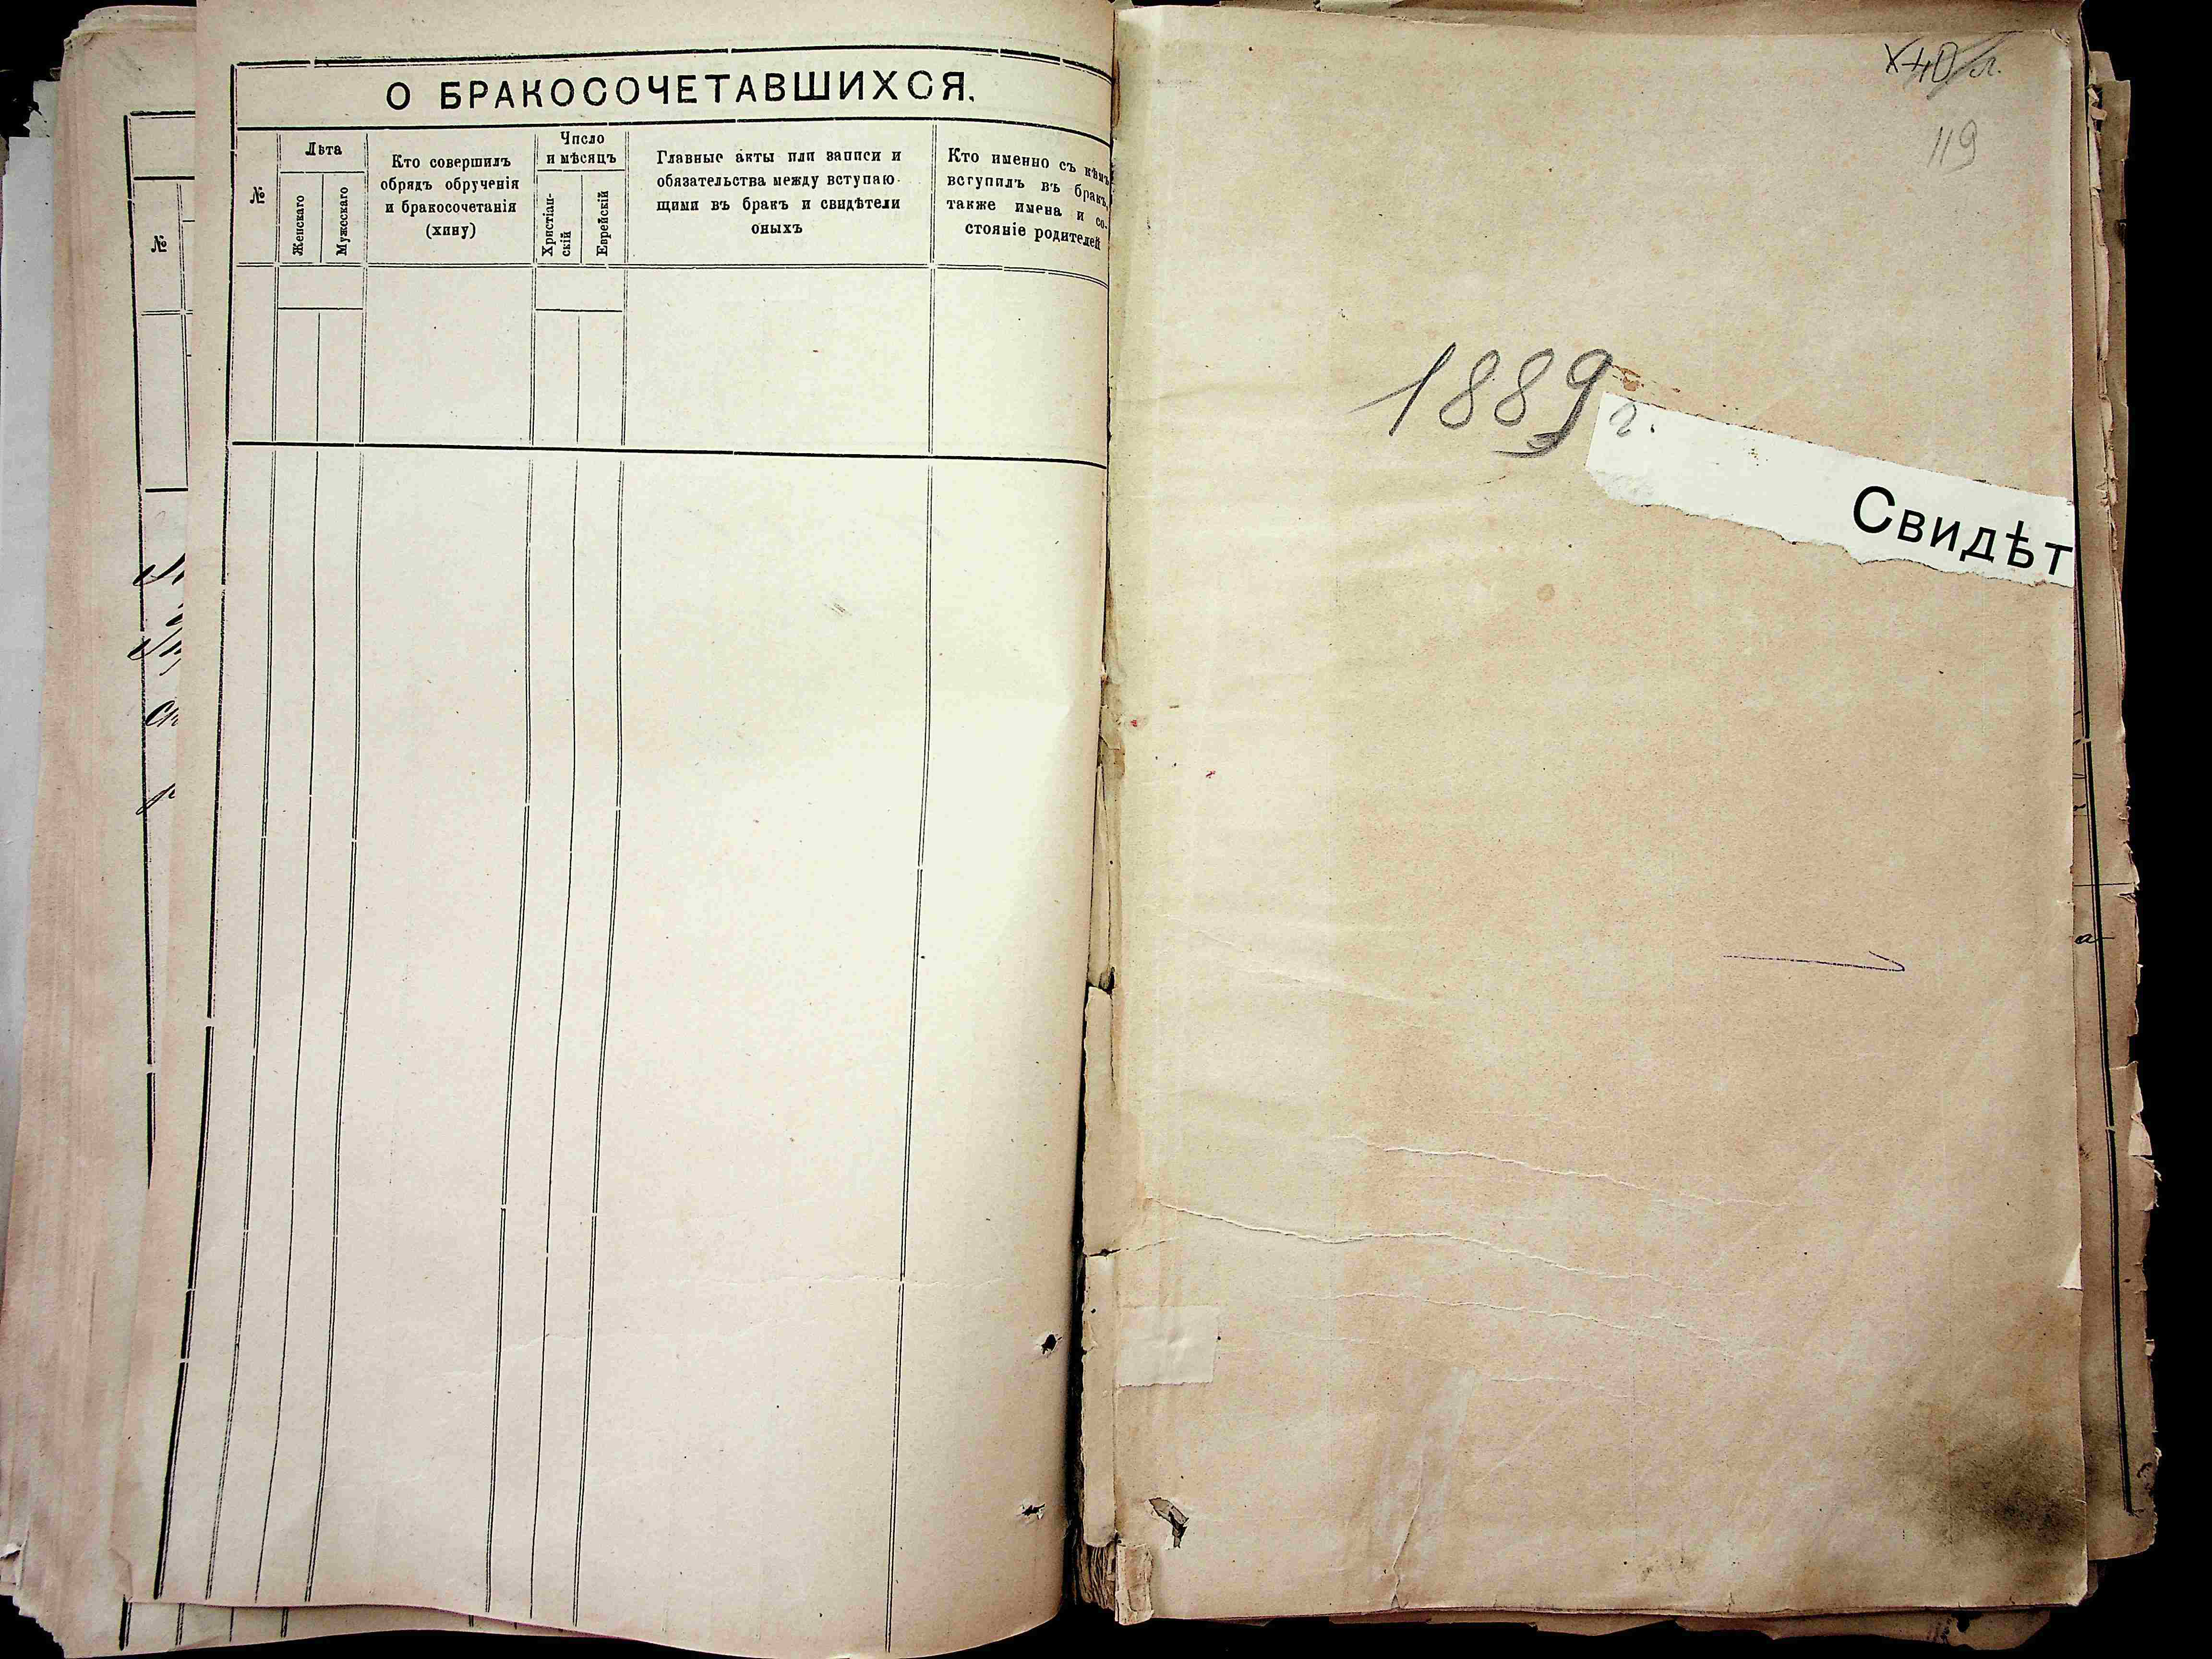 О БРАКОСОЧЕТАВШИХСЯ.
№
Лѣта
Женскаго
Мужескаго
Кто совершилъ
обрядъ обрученія
и бракосочетанія
(хину)
Число
и мѣсяцъ
Христіан-
скій
Еврейскій
Главные акты или записи и
обязательства между вступаю-
щими въ бракъ и свидѣтели
оныхъ
Кто именно съ кѣмъ
вступилъ въ бракъ,
также имена и со-
стояніе родителей
№
119
1889 г.
Свидѣт